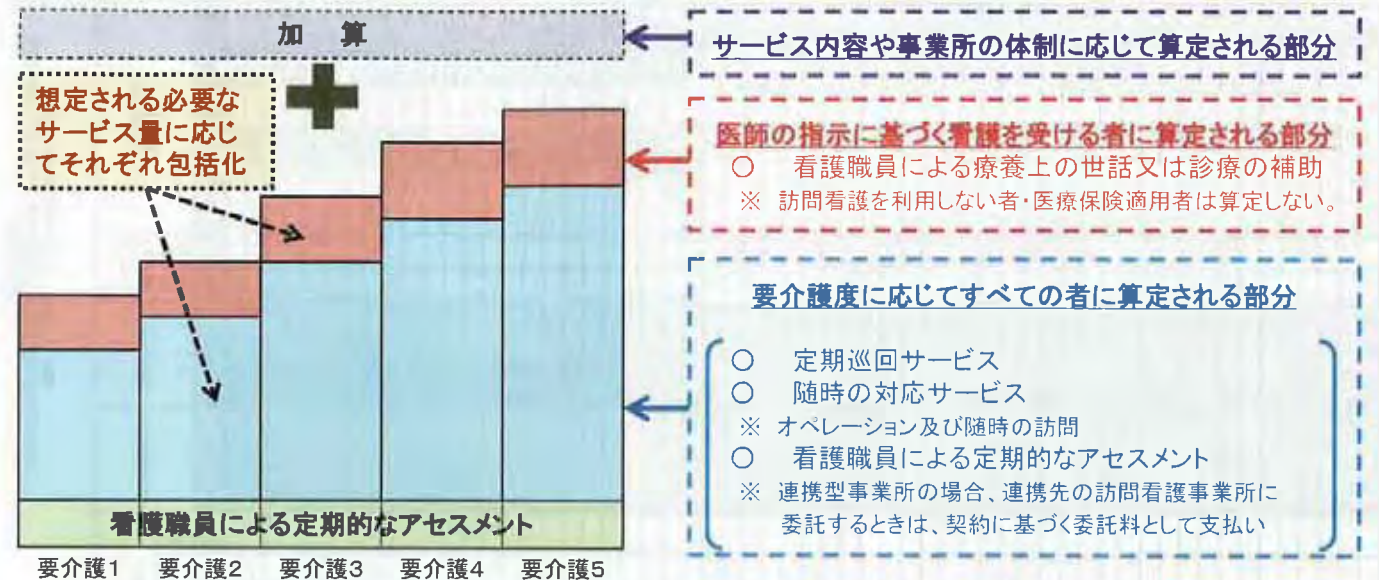 加　算
想定される必要な
サービス量に応じ
てそれぞれ包括化
看護職員による定期的なアセスメント
要介護1
要介護2
要介護3
要介護4
要介護5
サービス内容や事業所の体制に応じて算定される部分
医師の指示に基づく看護を受ける者に算定される部分
○　看護職員による療養上の世話又は診療の補助
※ 訪問看護を利用しない者・医療保険適用者は算定しない。
要介護度に応じてすべての者に算定される部分
○　定期巡回サービス
○　随時の対応サービス
※ オペレーション及び随時の訪問
○　看護職員による定期的なアセスメント
※ 連携型事業所の場合、連携先の訪問看護事業所に
委託するときは、契約に基づく委託料として支払い